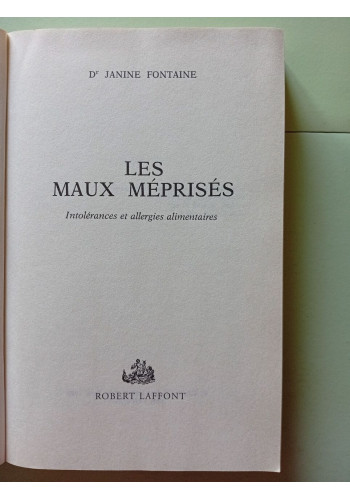 Dr JANINE FONTAINE
LES
MAUX MÉPRISÉS
Intolérances et allergies alimentaires
ROBERT LAFFONT